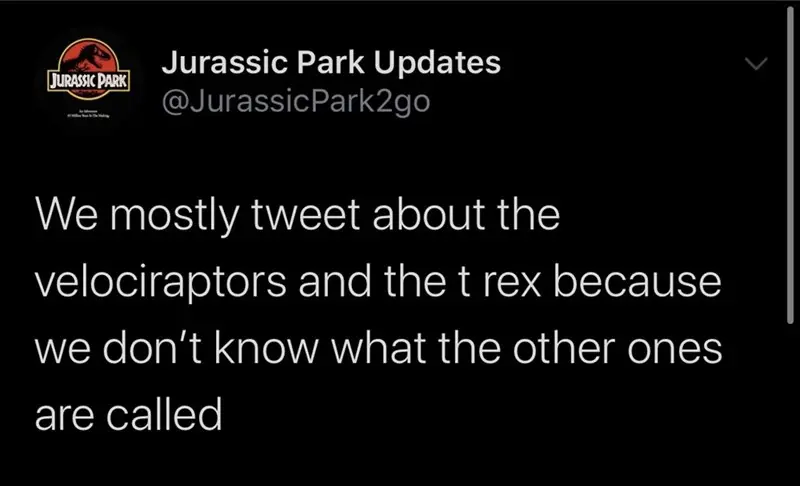 JURASSIC PARK
Jurassic Park Updates
@JurassicPark2go
We mostly tweet about the
velociraptors and the t rex because
we don’t know what the other ones
are called